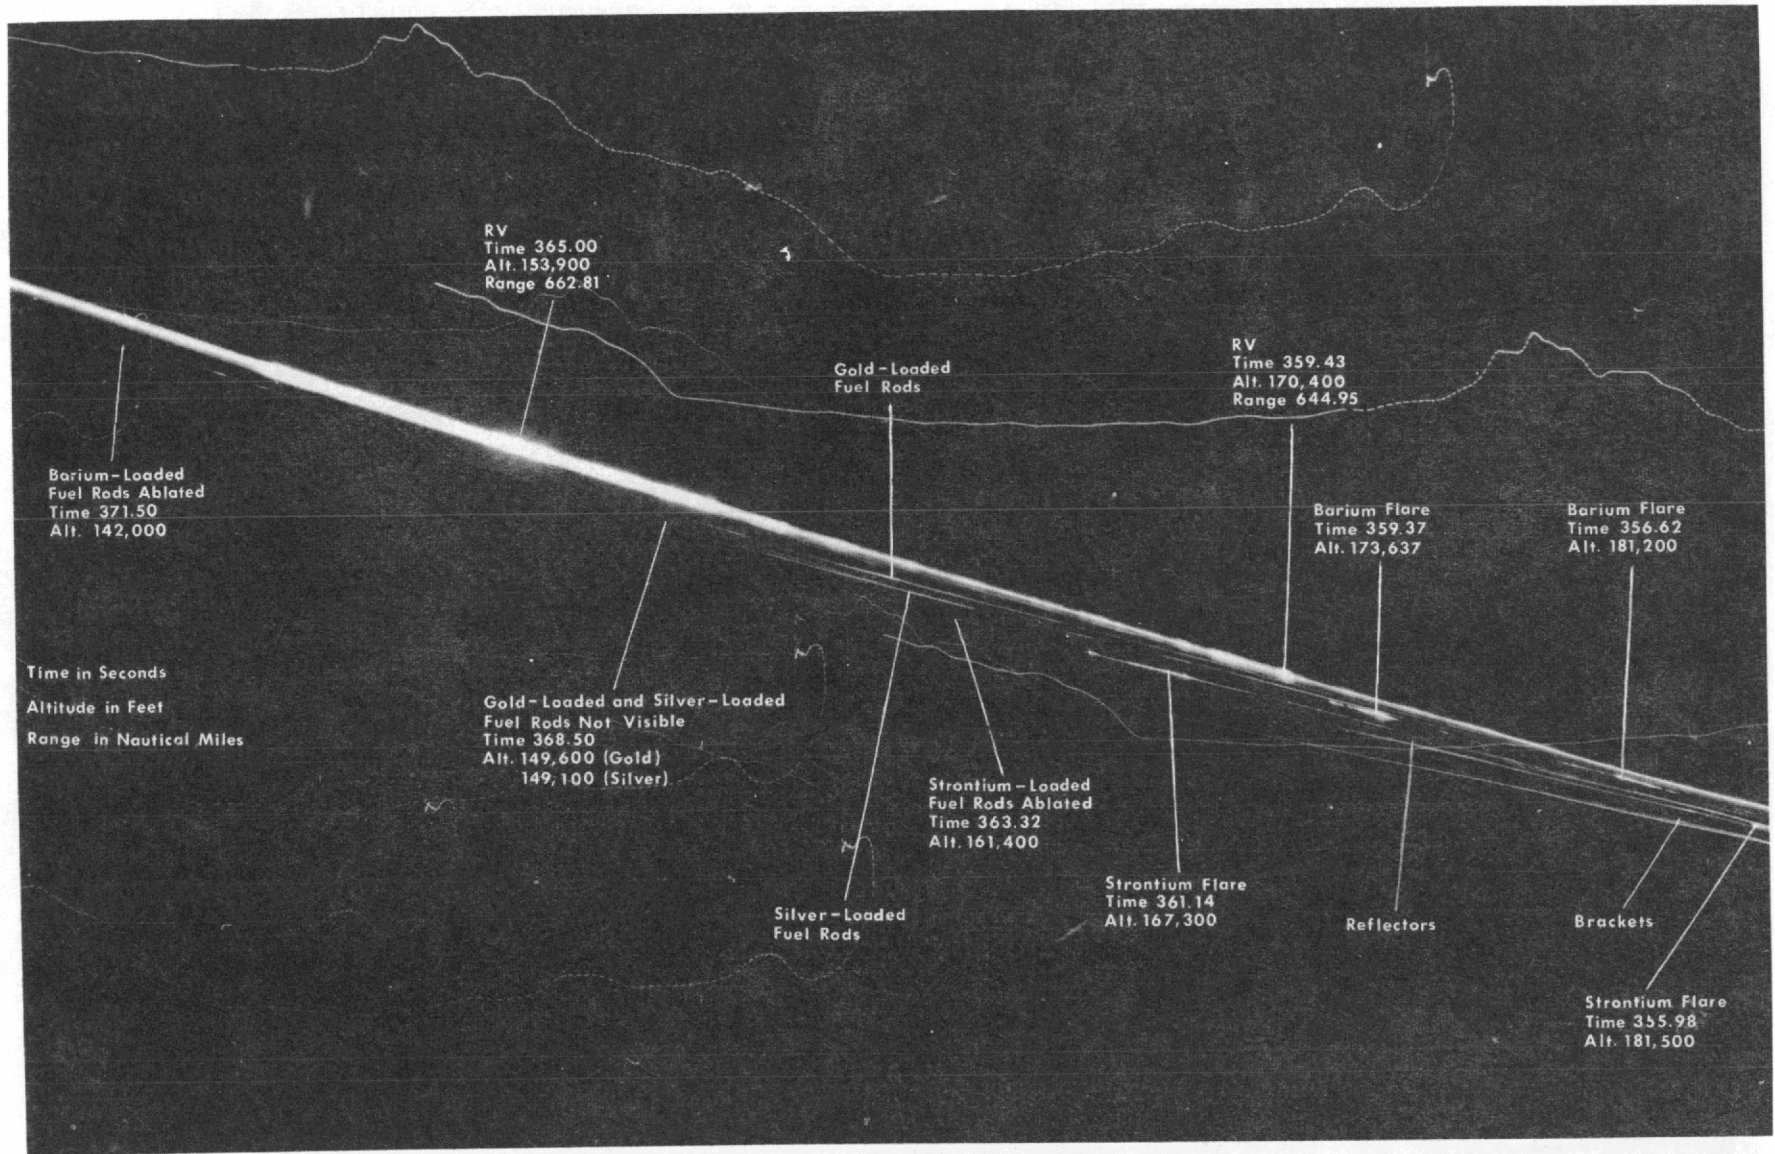 RV
Time 365.00
Alt. 153,900
Range 662.81
Gold-Loaded
Fuel Rods
RV
Time 359.43
Alt. 170,400
Range 644.95
Barium-Loaded
Fuel Rods Ablated
Time 371.50
Alt. 142,000
Barium Flare
Time 359.37
Alt. 173,637
Barium Flare
Time 356.62
Alt. 181,200
Time in Seconds
Altitude in Feet
Range in Nautical Miles
Gold-Loaded and Silver-Loaded
Fuel Rods Not Visible
Time 368.50
Alt. 149,600 (Gold)
149,100 (Silver)
Strontium-Loaded
Fuel Rods Ablated
Time 363.32
Alt. 161,400
Silver-Loaded
Fuel Rods
Strontium Flare
Time 361.14
Alt. 167,300
Reflectors
Brackets
Strontium Flare
Time 355.98
Alt. 181,500